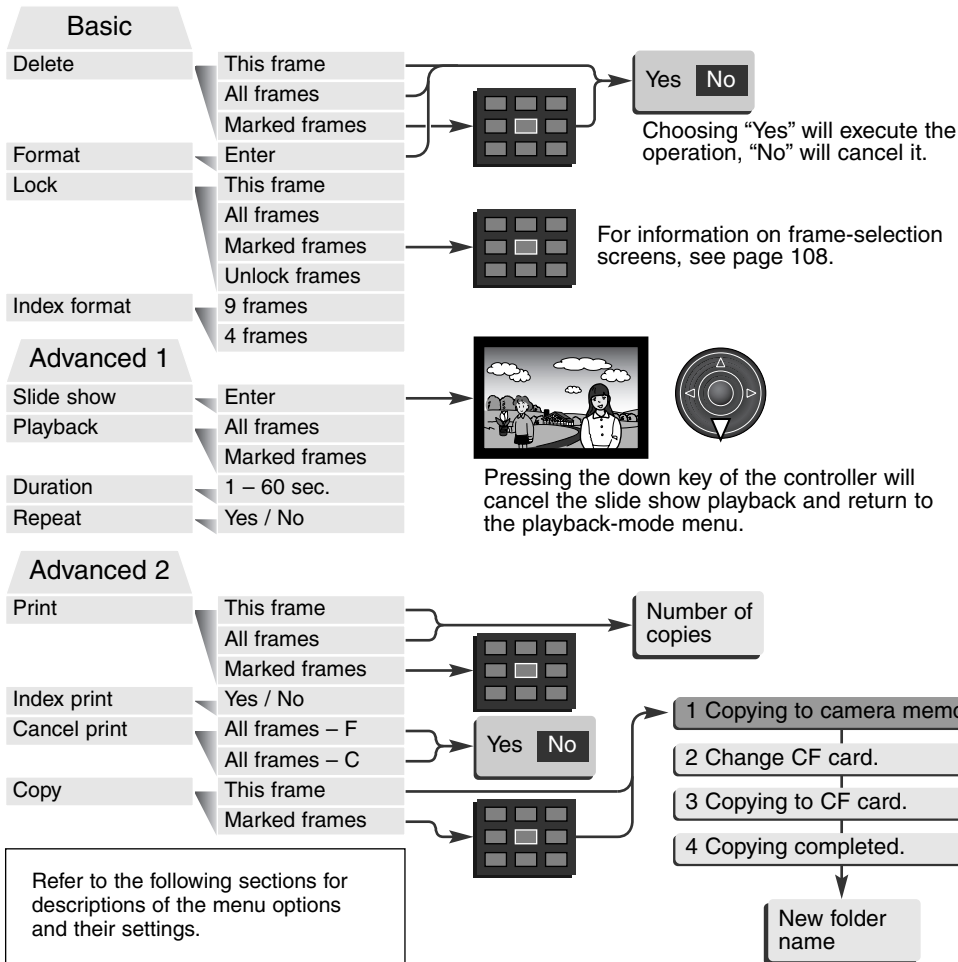 Basic
Delete
This frame
All frames
Marked frames
Yes No
Choosing “Yes” will execute the
operation, “No” will cancel it.
Format
Enter
Lock
This frame
All frames
Marked frames
Unlock frames
For information on frame-selection
screens, see page 108.
Index format
9 frames
4 frames
Advanced 1
Slide show
Enter
Playback
All frames
Marked frames
Duration
1 – 60 sec.
Repeat
Yes / No
Pressing the down key of the controller will
cancel the slide show playback and return to
the playback-mode menu.
Advanced 2
Print
This frame
All frames
Marked frames
Number of
copies
Index print
Yes / No
Cancel print
All frames – F
All frames – C
Yes No
Copy
This frame
Marked frames
1 Copying to camera memo
2 Change CF card.
3 Copying to CF card.
4 Copying completed.
New folder
name
Refer to the following sections for
descriptions of the menu options
and their settings.